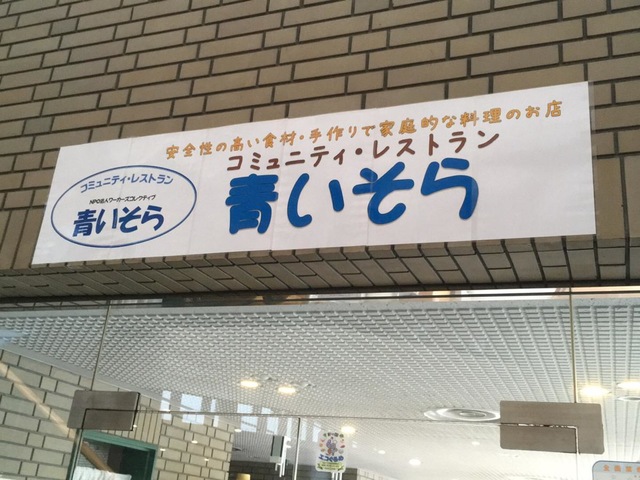 安全性の高い食材・手作りで家庭的な料理のお店
コミュニティ・レストラン
青いそら
コミュニティ・レストラン
NPO法人ワーカーズコレクティブ
青いそら